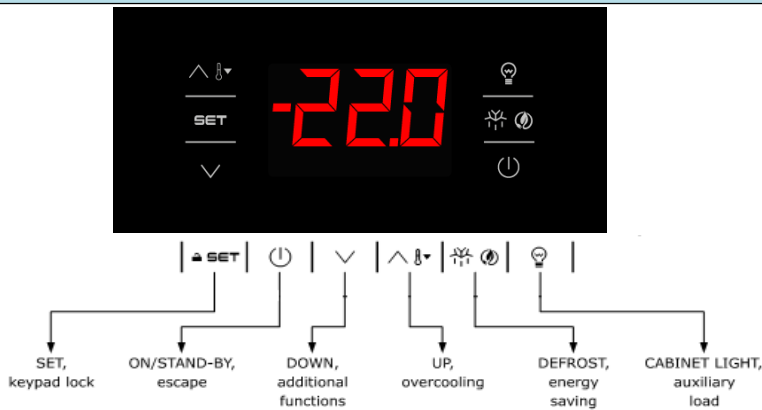 SET
-22.0
SET
SET,
keypad lock
ON/STAND-BY,
escape
DOWN,
additional
functions
UP,
overcooling
DEFROST,
energy
saving
CABINET LIGHT,
auxiliary
load